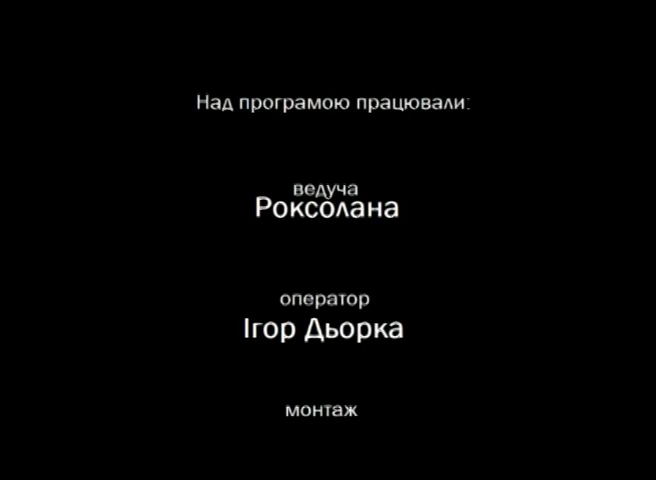 Над програмою працювали:
ведуча
Роксолана
оператор
Ігор Дьорка
монтаж